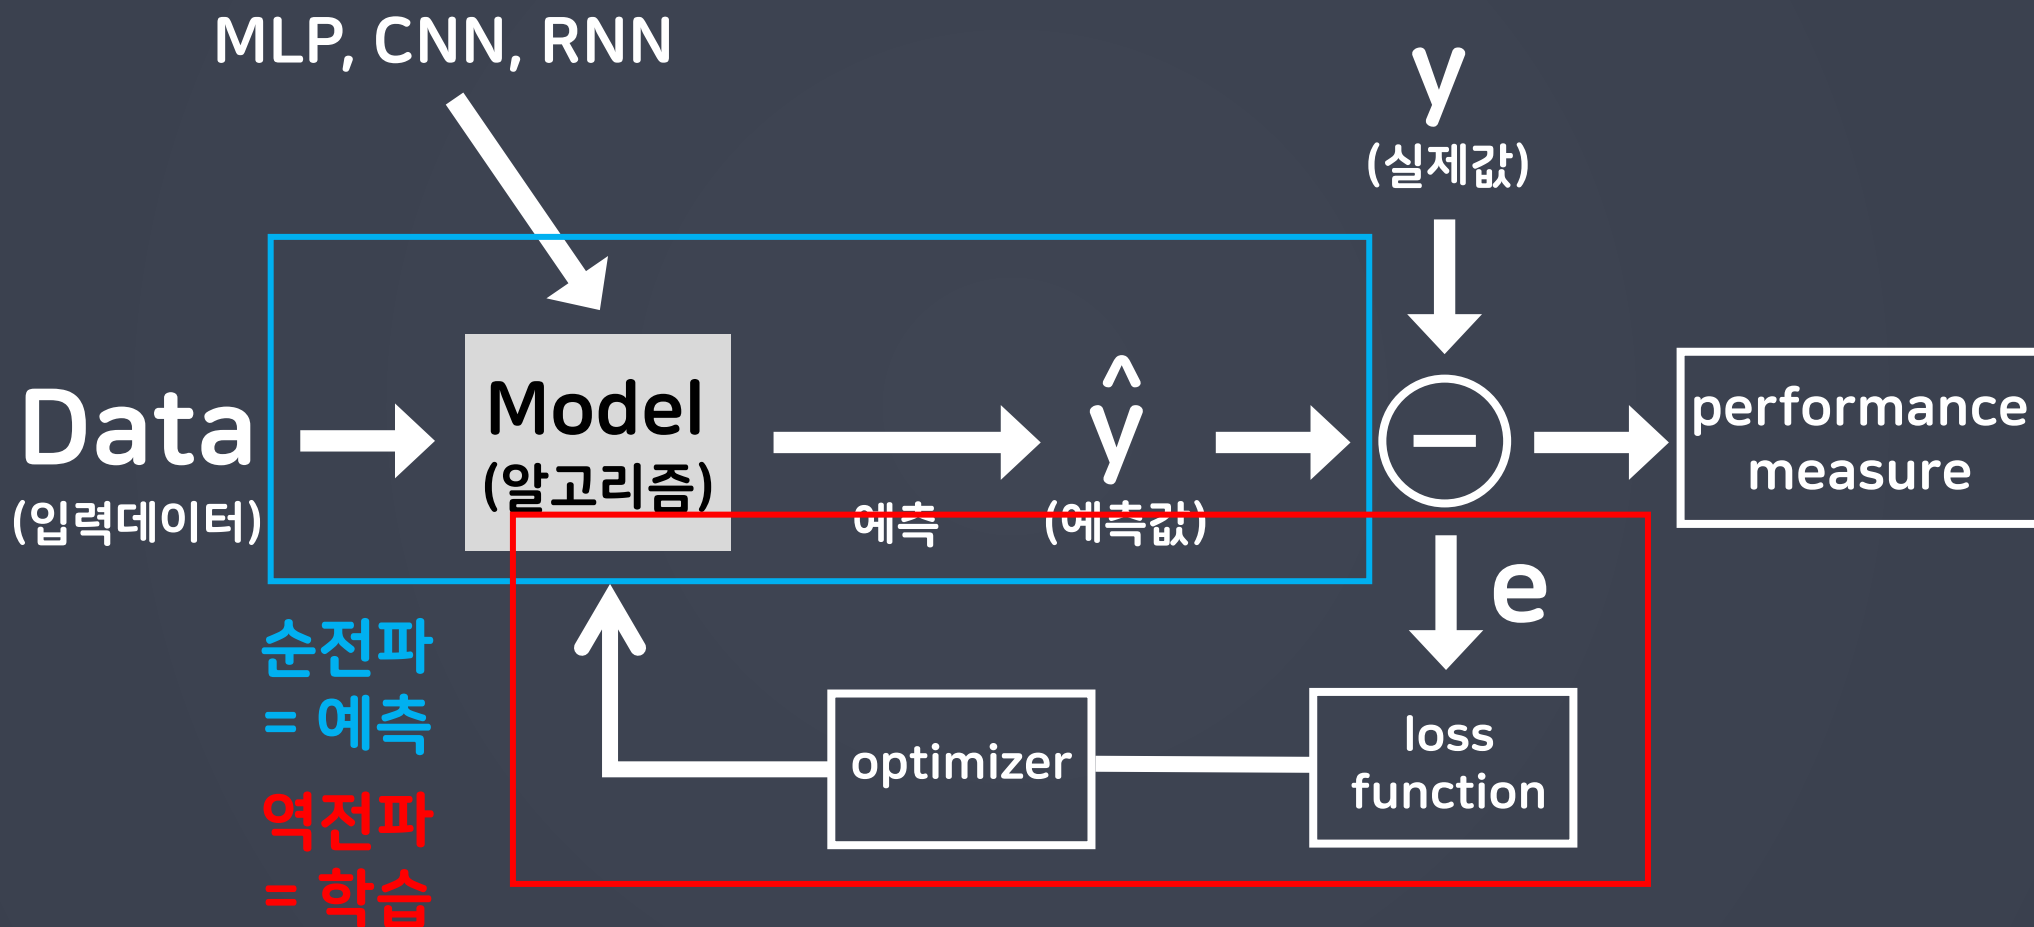 MLP, CNN, RNN
y
(실제값)
Data
(입력데이터)
Model
(알고리즘)
예측
ŷ
(예측값)
−
performance
measure
e
순전파
= 예측
역전파
= 학습
optimizer
loss
function